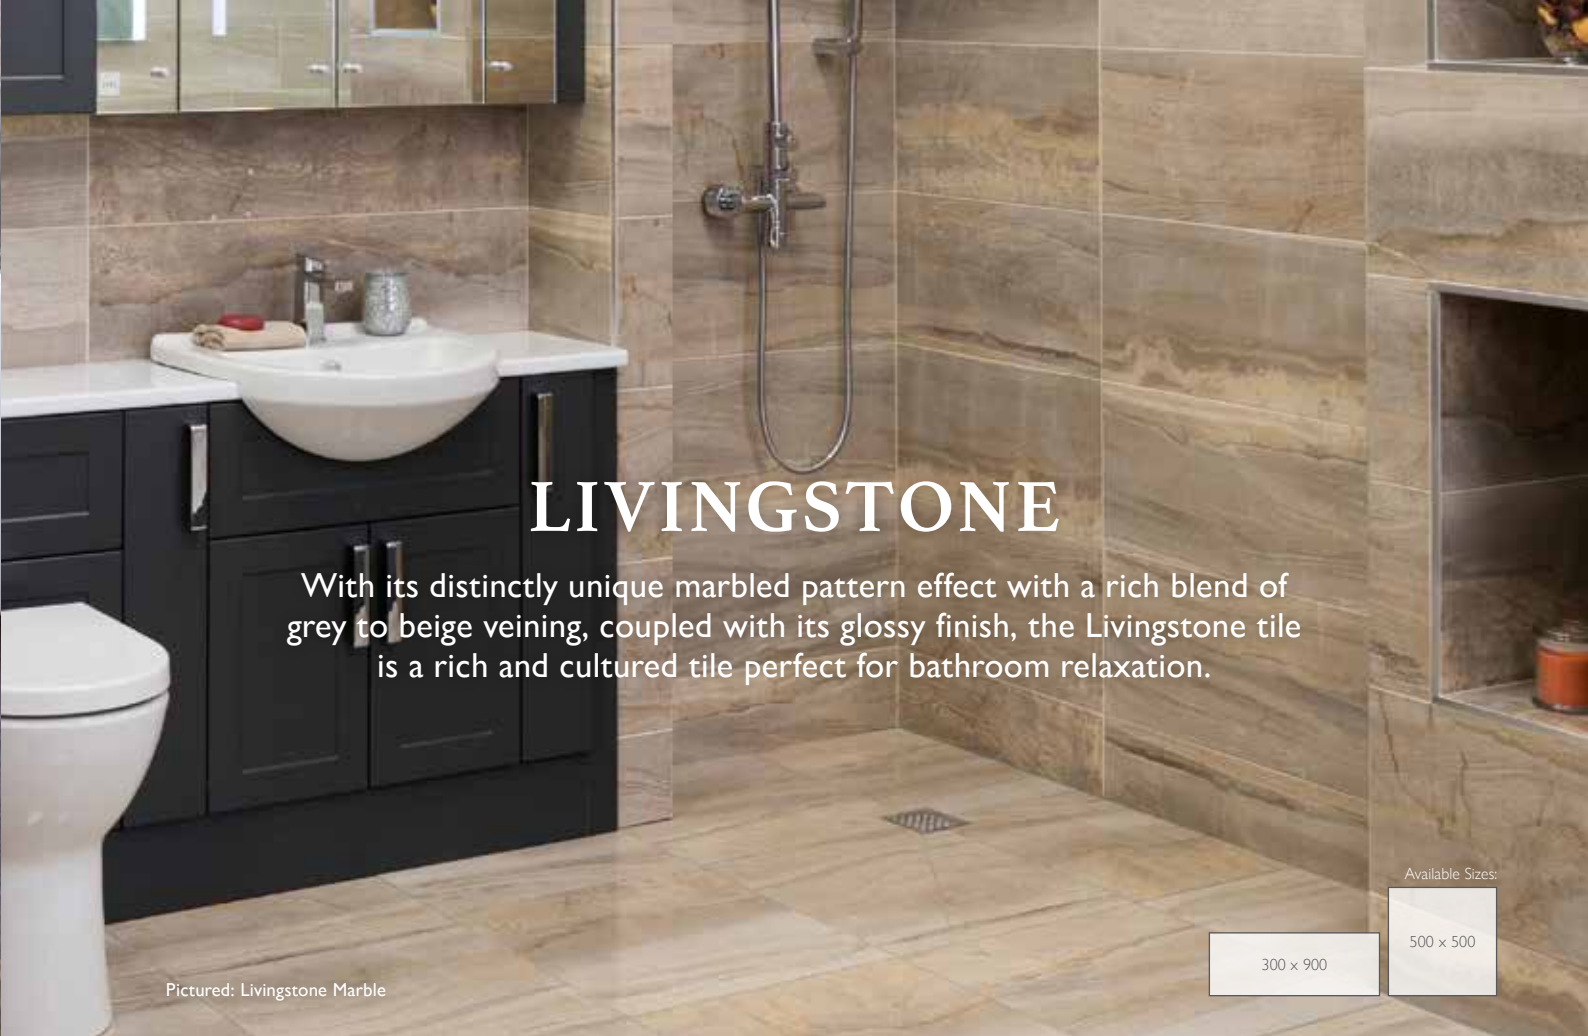 LIVINGSTONE
With its distinctly unique marbled pattern effect with a rich blend of
grey to beige veining, coupled with its glossy finish, the Livingstone tile
is a rich and cultured tile perfect for bathroom relaxation.
Available Sizes:
500 x 500
300 x 900
Pictured: Livingstone Marble